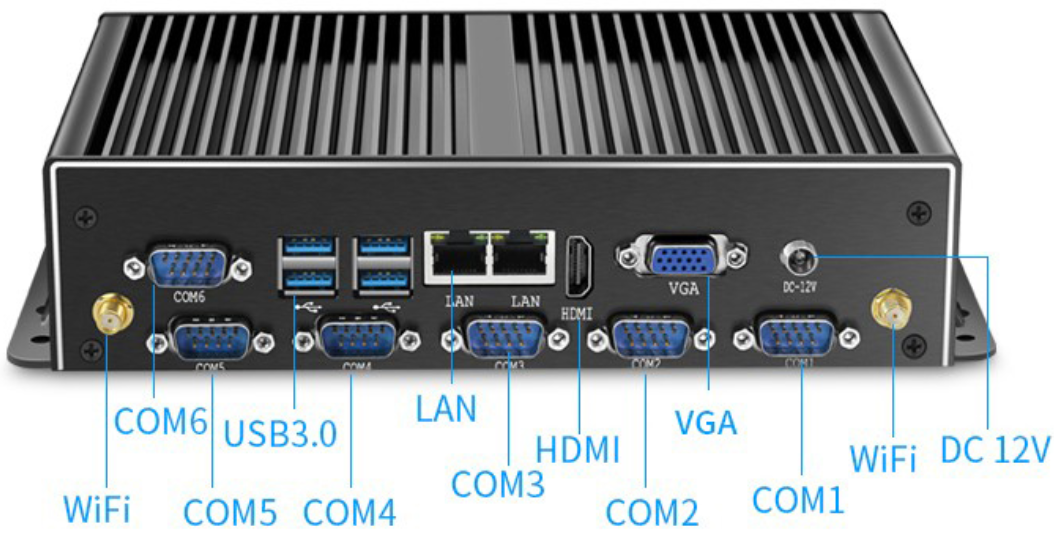 COM6
LAN
LAN
HDMI
VGA
DC-12V
COM5
COM4
COM3
COM2
COM1
COM6
USB3.0
LAN
HDMI
VGA
WiFi
DC 12V
WiFi
COM5
COM4
COM3
COM2
COM1